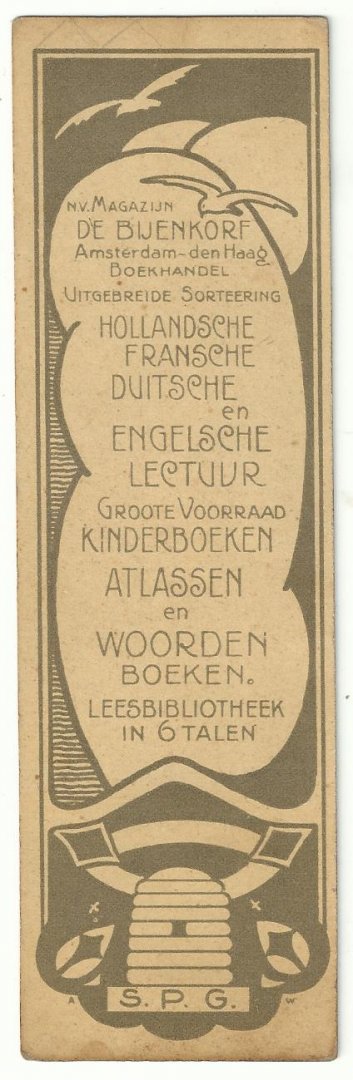 N.V. MAGAZIJN
DE BIJENKORF
Amsterdam-den Haag
BOEKHANDEL
UITGEBREIDE SORTEERING
HOLLANDSCHE
FRANSCHE
DUITSCHE
en
ENGELSCHE
LECTUUR
GROOTE VOORRAAD
KINDERBOEKEN
ATLASSEN
en
WOORDEN
BOEKEN.
LEESBIBLIOTHEEK
IN 6 TALEN
A W
S.P.G.